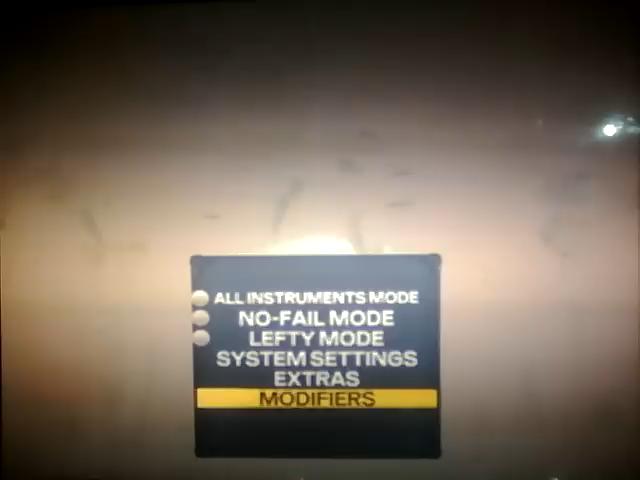 ALL INSTRUMENTS MODE
NO-FAIL MODE
LEFTY MODE
SYSTEM SETTINGS
EXTRAS
MODIFIERS